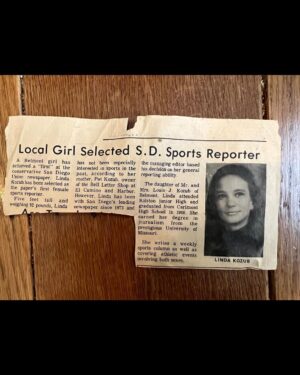 Local Girl Selected S.D. Sports Reporter
A Belmont girl has
achieved a "first" at the
conservative San Diego
Union newspaper. Linda
Kozub has been selected as
the paper's first female
sports reporter.
Five feet tall and
weighing 92 pounds, Linda
has not been especially
interested in sports in the
past, according to her
mother, Pat Kozub, owner
of the Bell Letter Shop at
El Camino and Harbor.
However, Linda has been
with San Diego's leading
newspaper since 1973 and
the managing editor based
his decision on her general
reporting ability.
The daughter of Mr. and
Mrs. Louis J. Kozub of
Belmont, Linda attended
Ralston Junior High and
graduated from Carlmont
High School in 1968. She
earned her degree in
journalism from the
prestigious University of
Missouri.
She writes a weekly
sports column as well as
covering athletic events
involving both sexes.
LINDA KOZUB